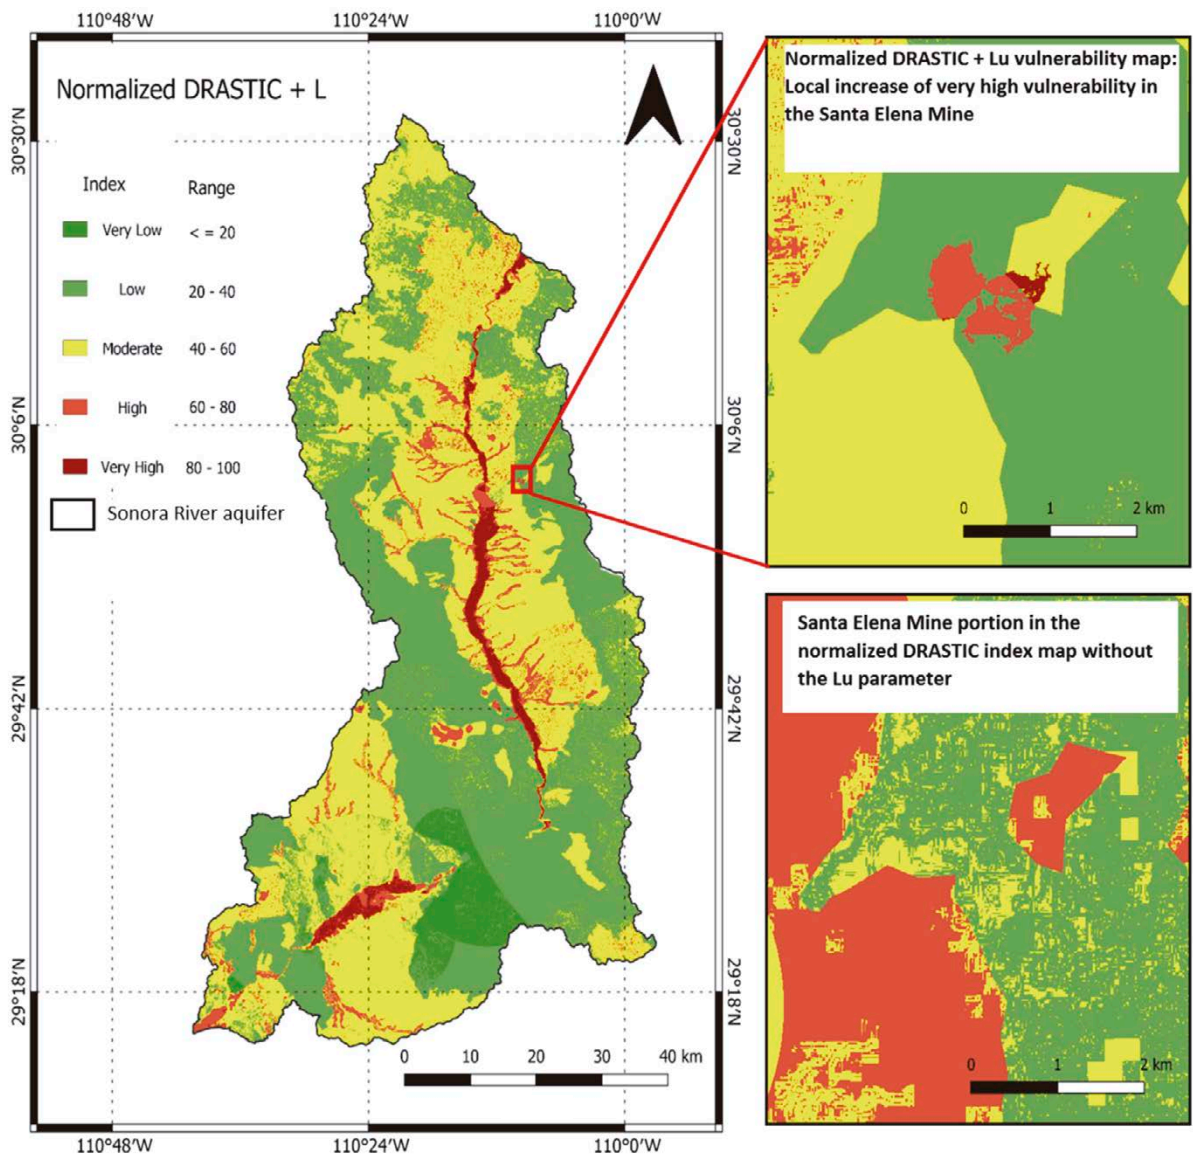 110°48'W 110°24'W 110°0'W
Normalized DRASTIC + L
Index Range
Very Low < = 20
Low 20 - 40
Moderate 40 - 60
High 60 - 80
Very High 80 - 100
Sonora River aquifer
30°30'N 30°30'N
30°6'N 30°6'N
29°42'N 29°42'N
29°18'N 29°18'N
0 10 20 30 40 km
110°48'W 110°24'W 110°0'W
Normalized DRASTIC + Lu vulnerability map:
Local increase of very high vulnerability in
the Santa Elena Mine
0 1 2 km
Santa Elena Mine portion in the
normalized DRASTIC index map without
the Lu parameter
0 1 2 km